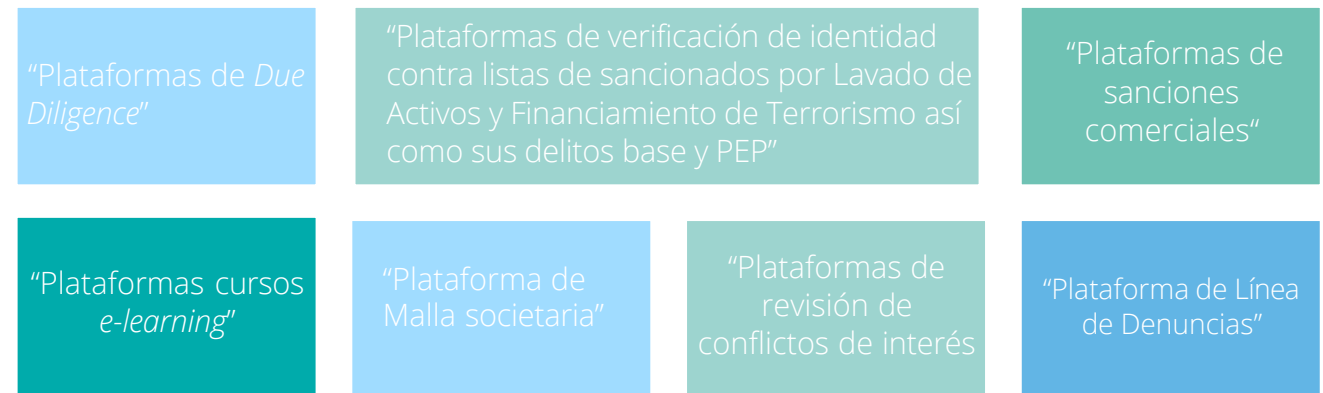 “Plataformas de Due
Diligence”
“Plataformas de verificación de identidad
contra listas de sancionados por Lavado de
Activos y Financiamiento de Terrorismo así
como sus delitos base y PEP”
“Plataformas de
sanciones
comerciales“
“Plataformas cursos
e-learning”
“Plataforma de
Malla societaria”
“Plataformas de
revisión de
conflictos de interés
“Plataforma de Línea
de Denuncias”